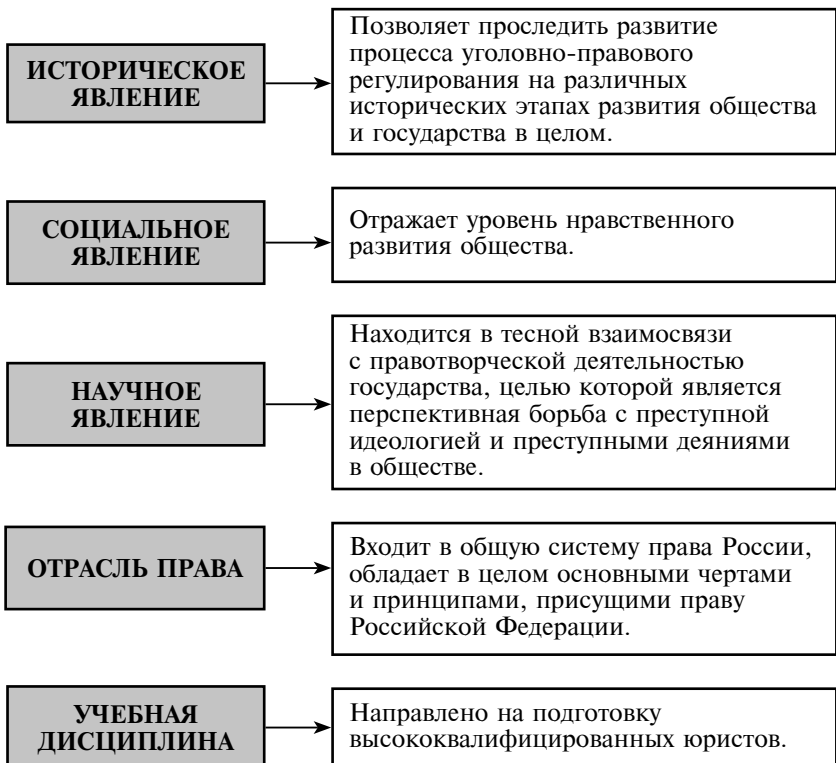 ИСТОРИЧЕСКОЕ
ЯВЛЕНИЕ
Позволяет проследить развитие
процесса уголовно-правового
регулирования на различных
исторических этапах развития общества
и государства в целом.
СОЦИАЛЬНОЕ
ЯВЛЕНИЕ
Отражает уровень нравственного
развития общества.
НАУЧНОЕ
ЯВЛЕНИЕ
Находится в тесной взаимосвязи
с правотворческой деятельностью
государства, целью которой является
перспективная борьба с преступной
идеологией и преступными деяниями
в обществе.
ОТРАСЛЬ ПРАВА
Входит в общую систему права России,
обладает в целом основными чертами
и принципами, присущими праву
Российской Федерации.
УЧЕБНАЯ
ДИСЦИПЛИНА
Направлено на подготовку
высококвалифицированных юристов.